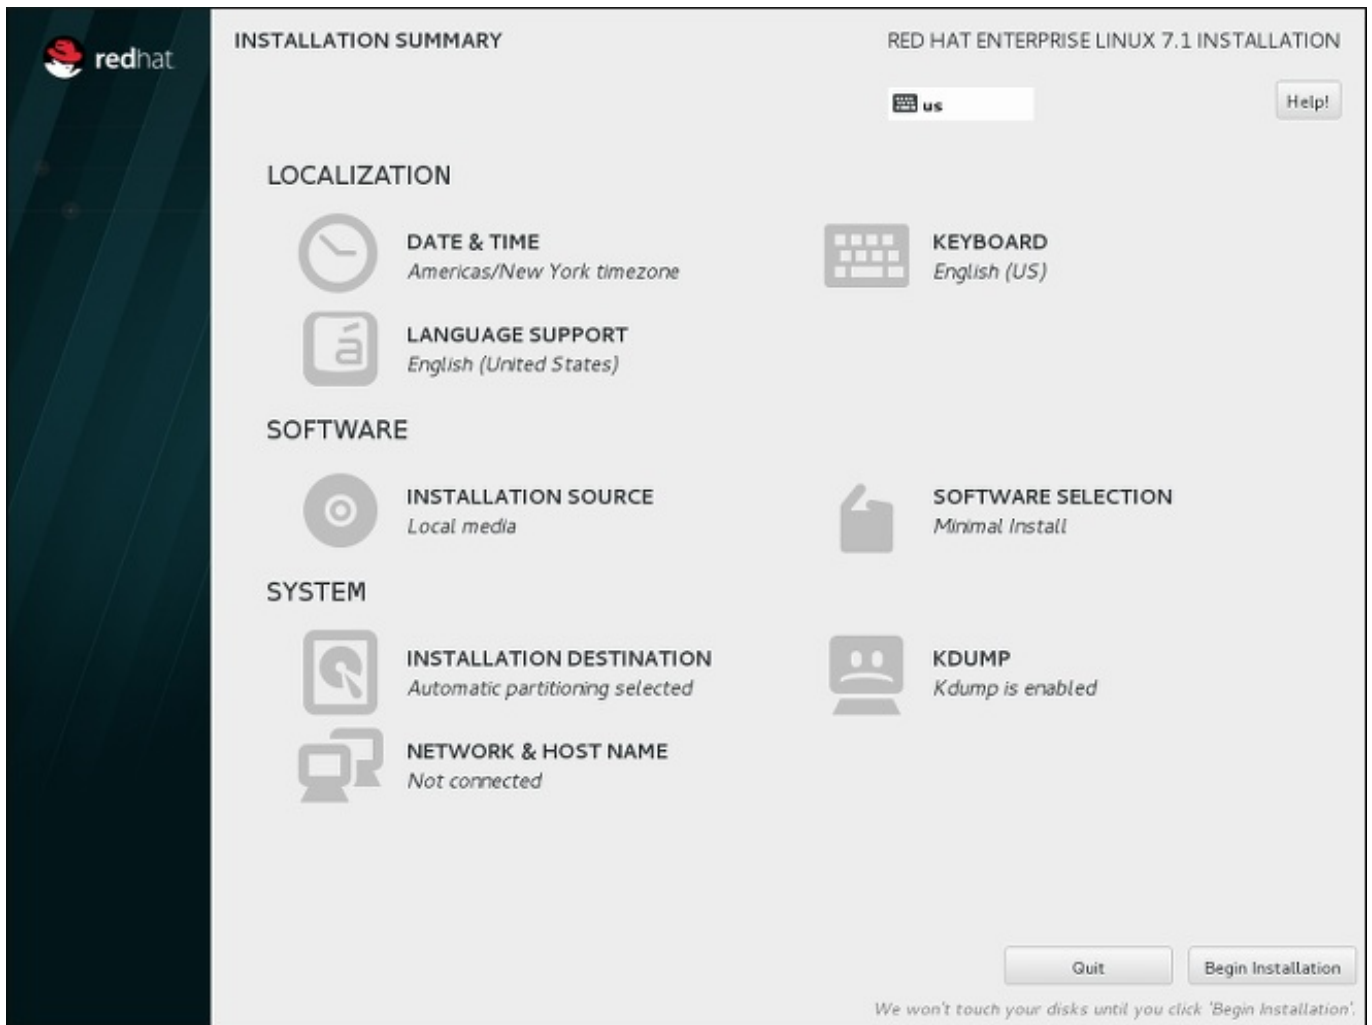 redhat
INSTALLATION SUMMARY
RED HAT ENTERPRISE LINUX 7.1 INSTALLATION
us
Help!
LOCALIZATION
DATE & TIME
Americas/New York timezone
KEYBOARD
English (US)
á
LANGUAGE SUPPORT
English (United States)
SOFTWARE
INSTALLATION SOURCE
Local media
SOFTWARE SELECTION
Minimal Install
SYSTEM
INSTALLATION DESTINATION
Automatic partitioning selected
KDUMP
Kdump is enabled
NETWORK & HOST NAME
Not connected
Quit
Begin Installation
We won't touch your disks until you click 'Begin Installation'.